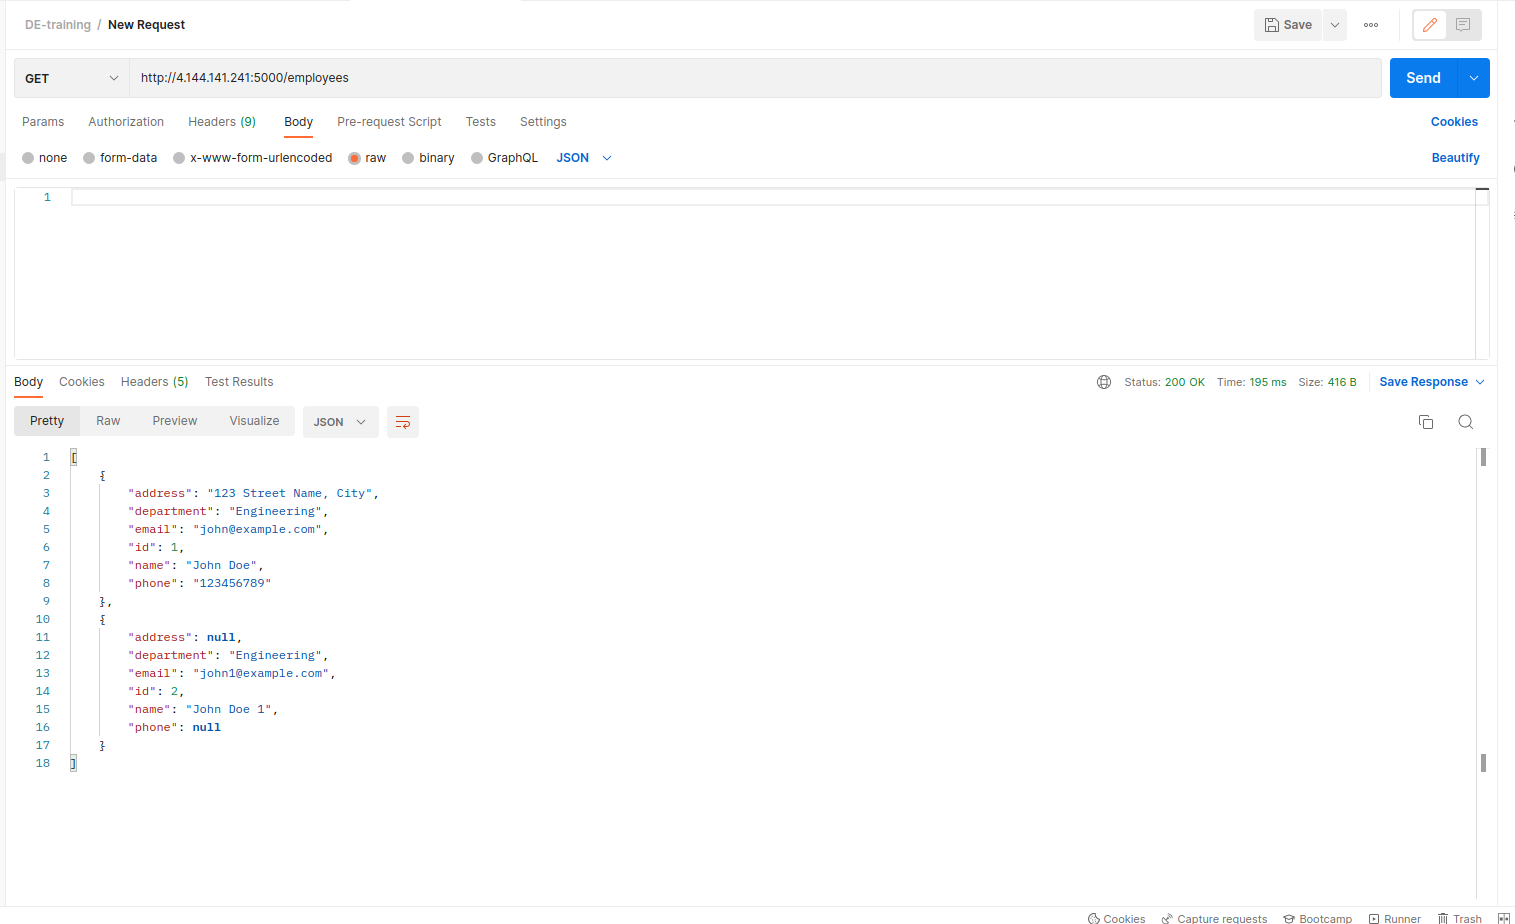 DE-training / New Request
Save
GET
http://4.144.141.241:5000/employees
Send
Params Authorization Headers (9) Body Pre-request Script Tests Settings
Cookies
none form-data x-www-form-urlencoded raw binary GraphQL JSON
Beautify
1
Body Cookies Headers (5) Test Results
Status: 200 OK Time: 195 ms Size: 416 B Save Response
Pretty Raw Preview Visualize JSON
1 [
2 {
3 "address": "123 Street Name, City",
4 "department": "Engineering",
5 "email": "john@example.com",
6 "id": 1,
7 "name": "John Doe",
8 "phone": "123456789"
9 },
10 {
11 "address": null,
12 "department": "Engineering",
13 "email": "john1@example.com",
14 "id": 2,
15 "name": "John Doe 1",
16 "phone": null
17 }
18 ]
Cookies Capture requests Bootcamp Runner Trash